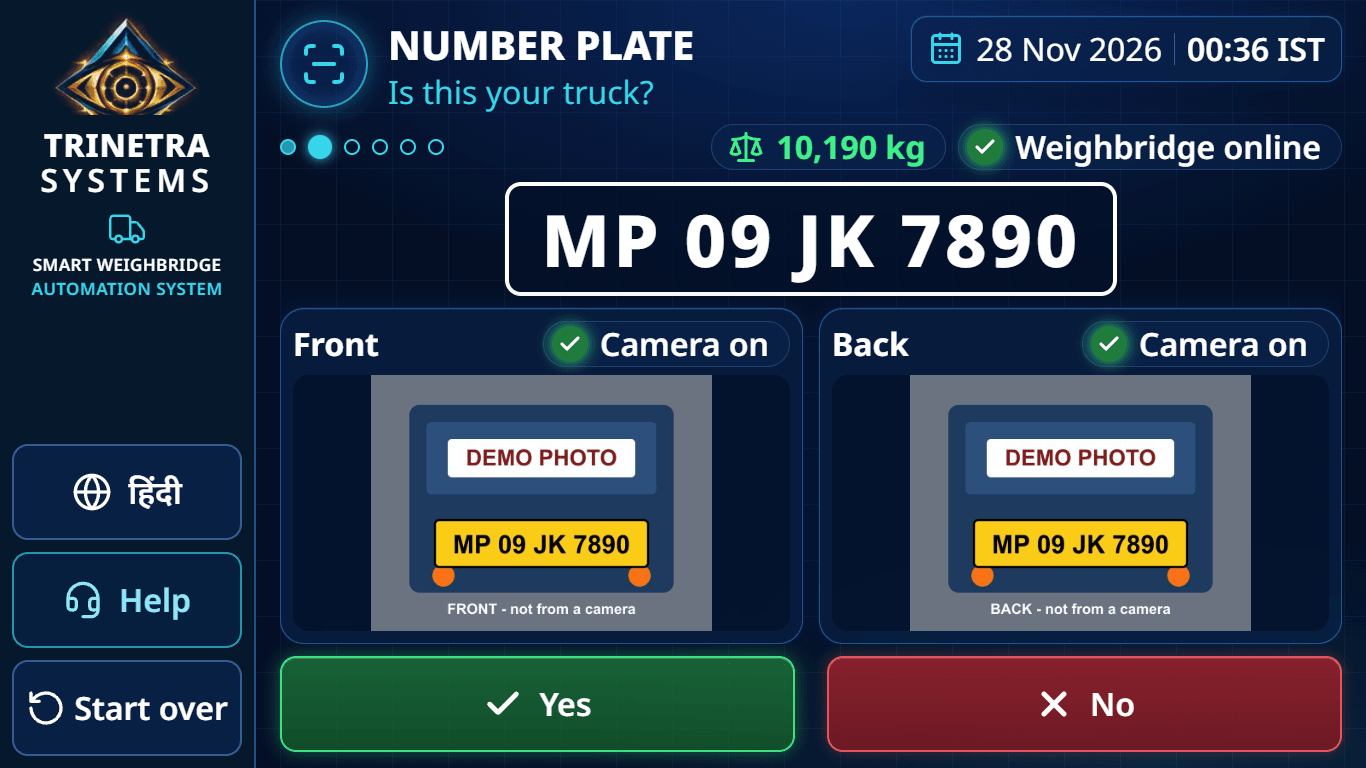 TRINETRA
SYSTEMS
SMART WEIGHBRIDGE
AUTOMATION SYSTEM
हिंदी
Help
Start over
NUMBER PLATE
Is this your truck?
28 Nov 2026 00:36 IST
10,190 kg
Weighbridge online
MP 09 JK 7890
Front
Camera on
DEMO PHOTO
MP 09 JK 7890
FRONT - not from a camera
Back
Camera on
DEMO PHOTO
MP 09 JK 7890
BACK - not from a camera
Yes
No